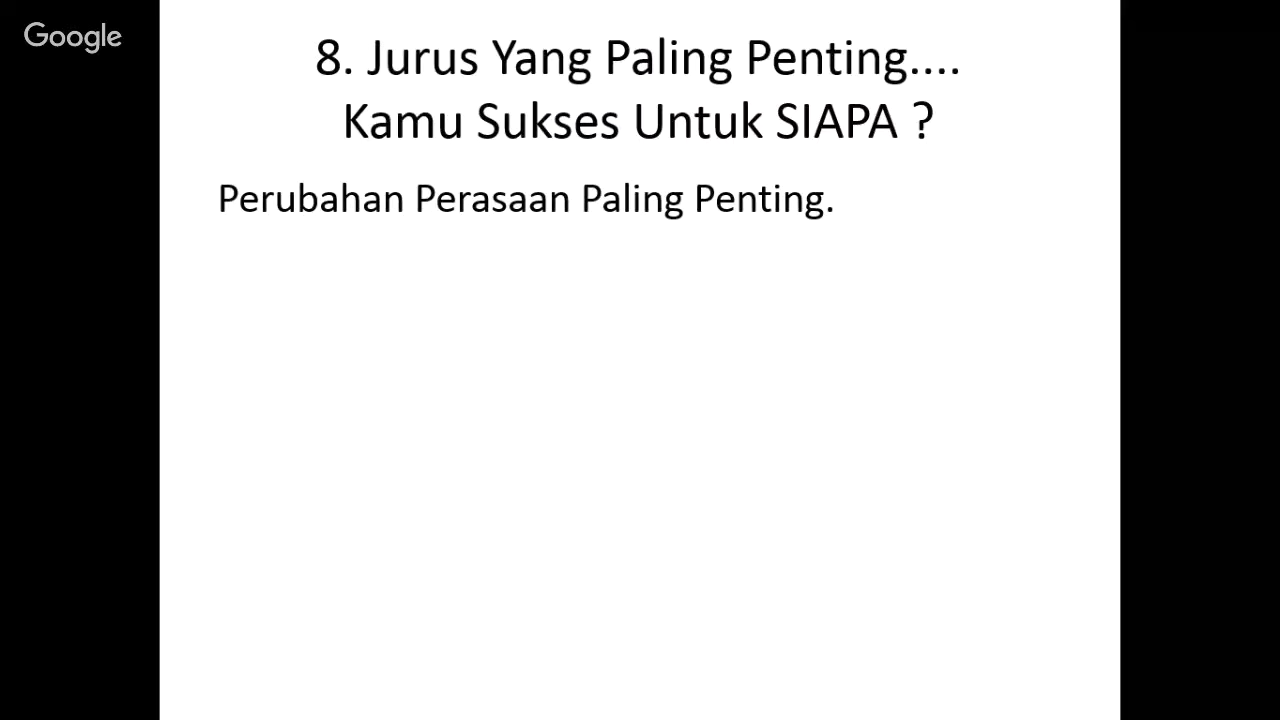 Google
8. Jurus Yang Paling Penting....
Kamu Sukses Untuk SIAPA ?
Perubahan Perasaan Paling Penting.